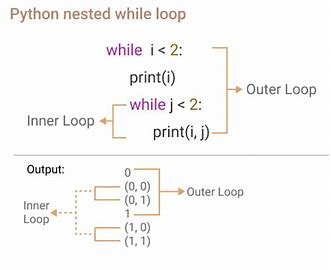 Python nested while loop
while i < 2:
print(i)
while j < 2:
print(i, j)
Outer Loop
Inner Loop
Output:
0
(0, 0)
(0, 1)
1
(1, 0)
(1, 1)
Outer Loop
Inner
Loop